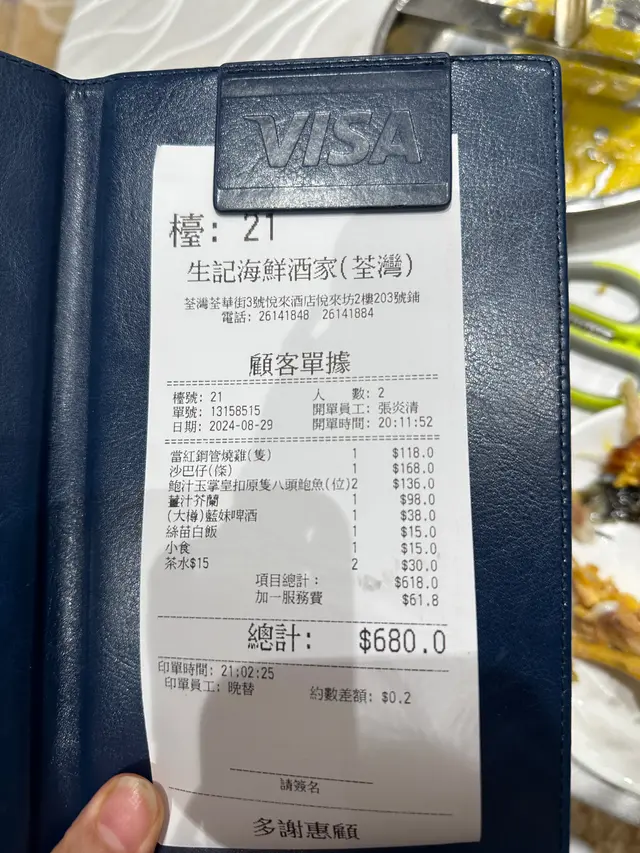 VISA
檯: 21
生記海鮮酒家(荃灣)
荃灣荃華街3號悅來酒店悅來坊2樓203號鋪
電話: 26141848 26141884
顧客單據
檯號: 21 人 數: 2
單號: 13158515 開單員工: 張炎清
日期: 2024-08-29 開單時間: 20:11:52
當紅銅管燒雞(隻) 1 $118.0
沙巴仔(條) 1 $168.0
鮑汁玉掌皇扣原隻八頭鮑魚(位) 2 $136.0
薑汁芥蘭 1 $98.0
(大樽)藍妹啤酒 1 $38.0
絲苗白飯 1 $15.0
小食 1 $15.0
茶水$15 2 $30.0
項目總計: $618.0
加一服務費 $61.8
總計: $680.0
印單時間: 21:02:25
印單員工: 晚替 約數差額: $0.2
請簽名
多謝惠顧